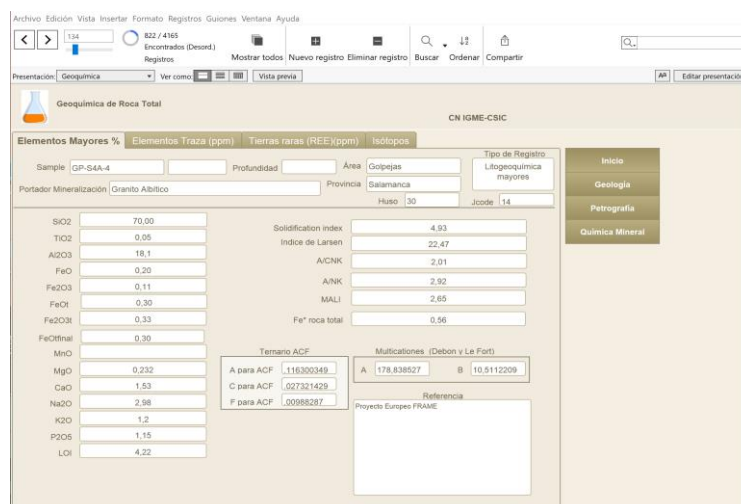 Archivo Edición Vista Insertar Formato Registros Guiones Ventana Ayuda
134
822 / 4165
Encontrados (Desord.)
Registros
Mostrar todos Nuevo registro Eliminar registro Buscar Ordenar Compartir
Presentación: Geoquímica Ver como: Vista previa Editar presentación
Geoquímica de Roca Total
CN IGME-CSIC
Elementos Mayores % Elementos Traza (ppm) Tierras raras (REE)(ppm) Isótopos
Tipo de Registro
Sample GP-S4A-4 Profundidad Área Golpejas Litogeoquímica mayores
Portador Mineralización Granito Albítico Provincia Salamanca
Huso 30 Jcode 14
Inicio
Geología
Petrografía
Química Mineral
SiO2 70,00
TiO2 0,05
Al2O3 18,1
FeO 0,20
Fe2O3 0,11
FeOt 0,30
Fe2O3t 0,33
FeOtfinal 0,30
MnO
MgO 0,232
CaO 1,53
Na2O 2,98
K2O 1,2
P2O5 1,15
LOI 4,22
Solidification index 4,93
Indice de Larsen 22,47
A/CNK 2,01
A/NK 2,92
MALI 2,65
Fe* roca total 0,56
Ternario ACF
A para ACF ,116300349
C para ACF ,027321429
F para ACF ,00988287
Multicationes (Debon y Le Fort)
A 178,838527 B 10,5112209
Referencia
Proyecto Europeo FRAME